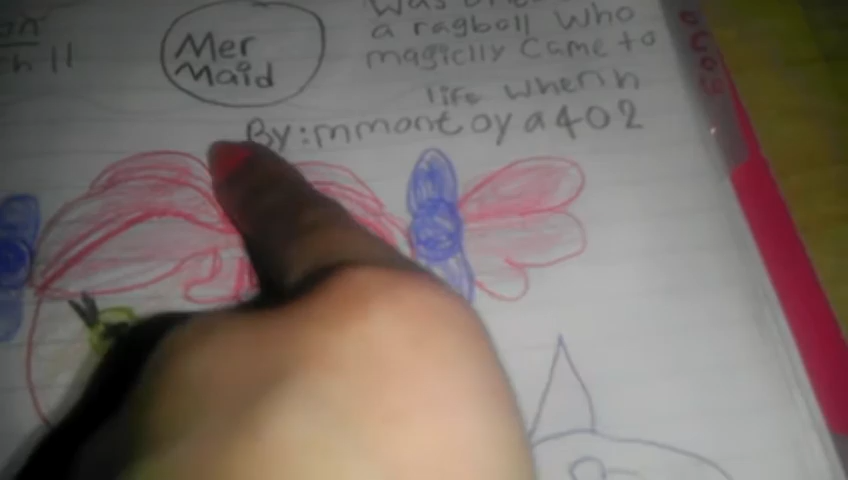 Mer
Maid
a ragboll who
magiclly came to
life when h
By: mmontoya402